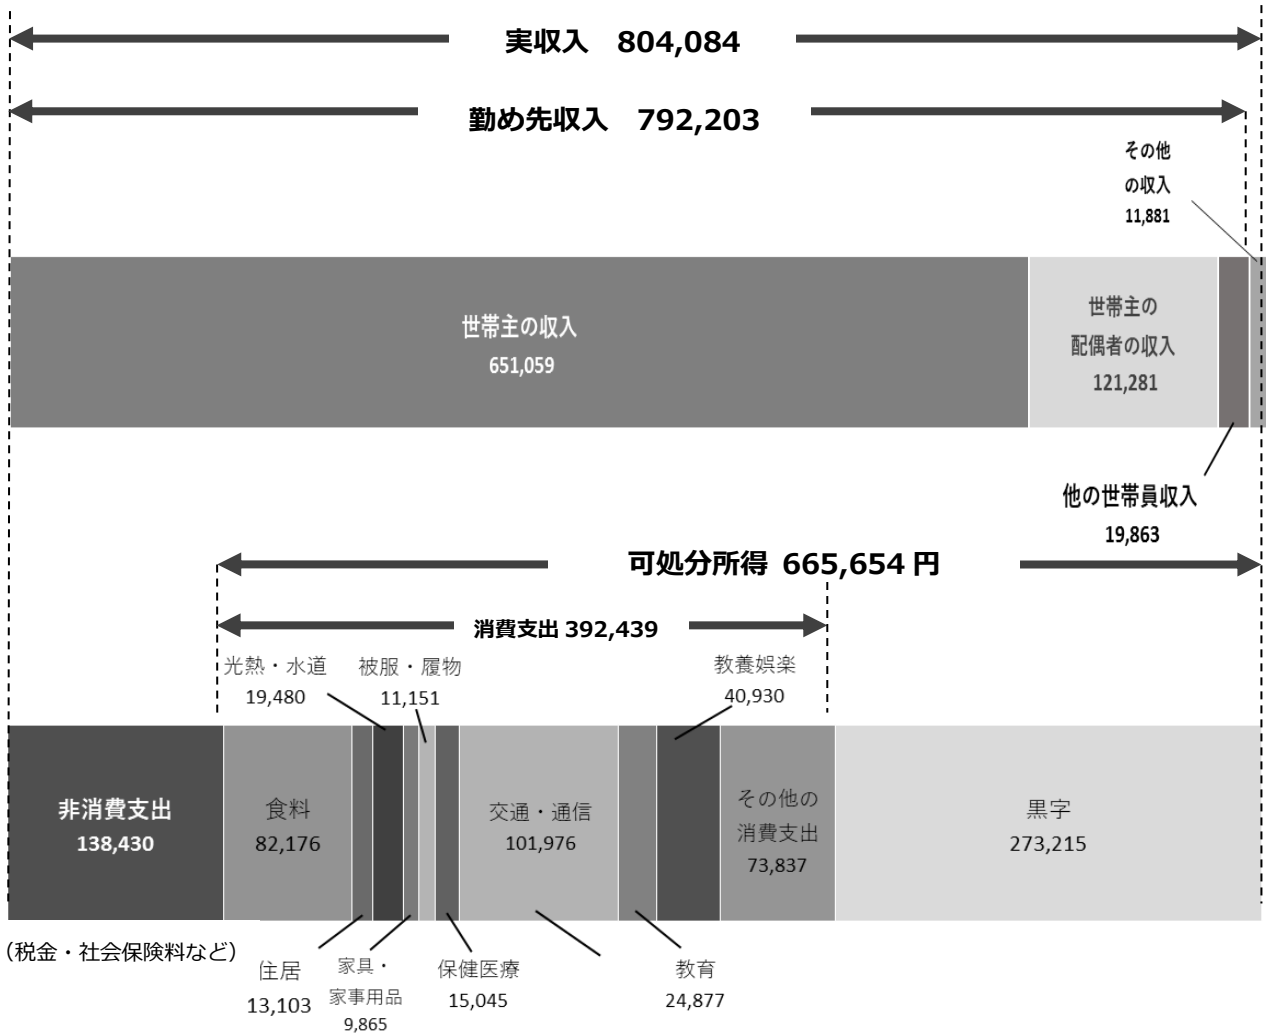 実収入 804,084
勤め先収入 792,203
その他
の収入
11,881
世帯主の収入
651,059
世帯主の
配偶者の収入
121,281
他の世帯員収入
19,863
可処分所得 665,654 円
消費支出 392,439
光熱・水道
19,480
被服・履物
11,151
教養娯楽
40,930
非消費支出
138,430
食料
82,176
交通・通信
101,976
その他の
消費支出
73,837
黒字
273,215
(税金・社会保険料など)
住居
13,103
家具・
家事用品
9,865
保健医療
15,045
教育
24,877